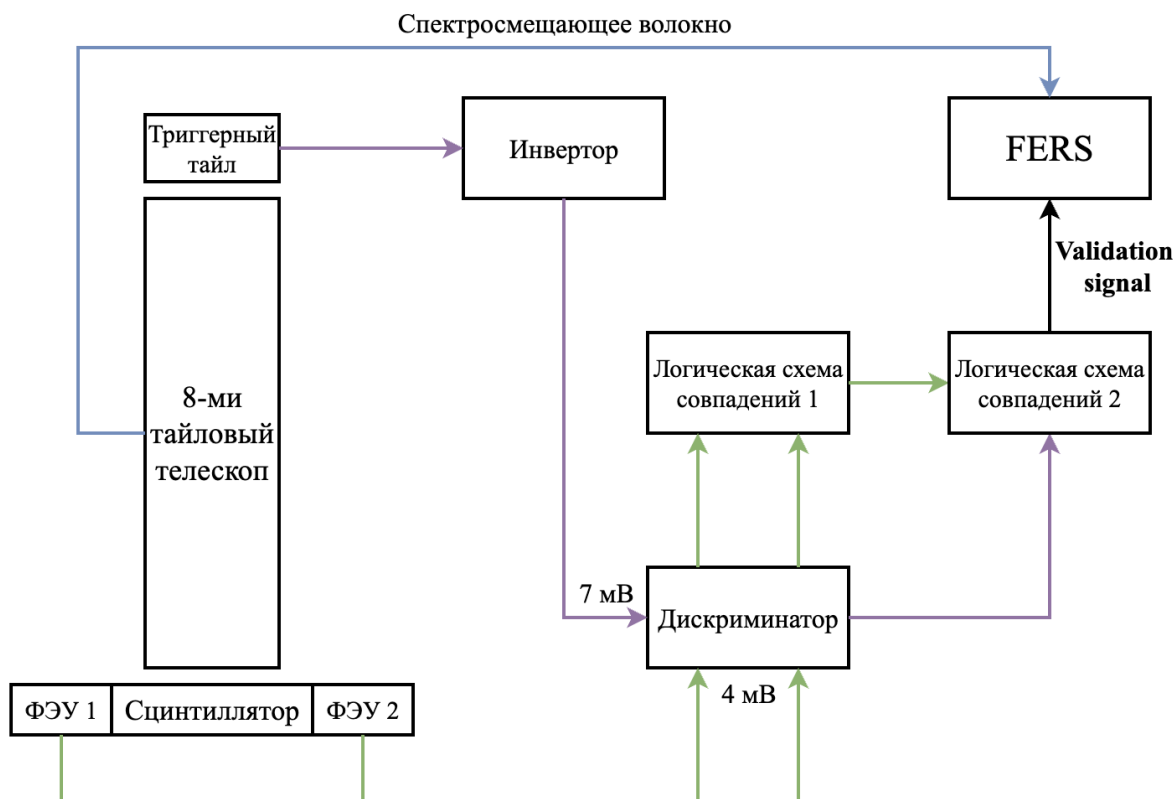 Спектросмещающее волокно
Триггерный
тайл
Инвертор
FERS
Validation
signal
Логическая схема
совпадений 1
Логическая схема
совпадений 2
8-ми
тайловый
телескоп
7 мВ
Дискриминатор
4 мВ
ФЭУ 1
Сцинтиллятор
ФЭУ 2